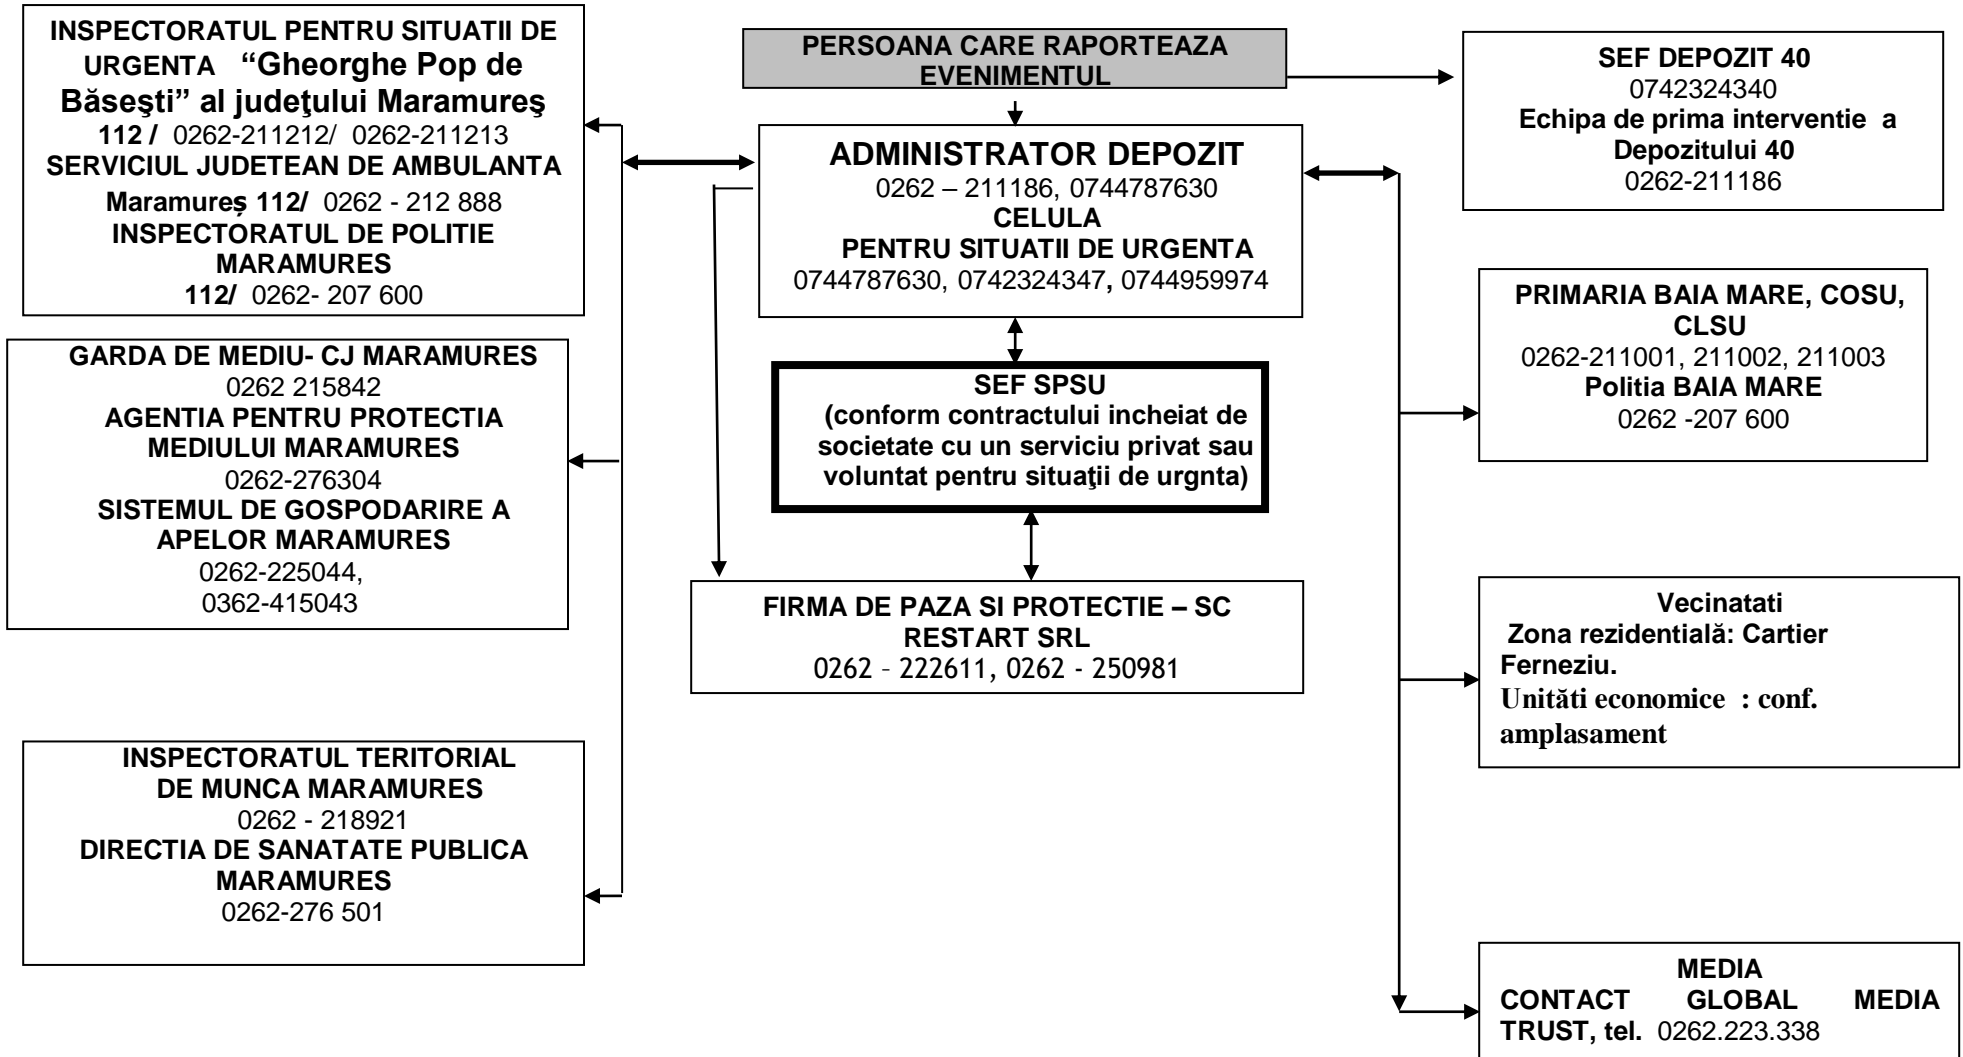 INSPECTORATUL PENTRU SITUATII DE
URGENTA “Gheorghe Pop de
Băseşti” al judeţului Maramureş
112 / 0262-211212/ 0262-211213
SERVICIUL JUDETEAN DE AMBULANTA
Maramureș 112/ 0262 - 212 888
INSPECTORATUL DE POLITIE
MARAMURES
112/ 0262- 207 600
GARDA DE MEDIU- CJ MARAMURES
0262 215842
AGENTIA PENTRU PROTECTIA
MEDIULUI MARAMURES
0262-276304
SISTEMUL DE GOSPODARIRE A
APELOR MARAMURES
0262-225044,
0362-415043
INSPECTORATUL TERITORIAL
DE MUNCA MARAMURES
0262 - 218921
DIRECTIA DE SANATATE PUBLICA
MARAMURES
0262-276 501
PERSOANA CARE RAPORTEAZA
EVENIMENTUL
ADMINISTRATOR DEPOZIT
0262 – 211186, 0744787630
CELULA
PENTRU SITUATII DE URGENTA
0744787630, 0742324347, 0744959974
SEF SPSU
(conform contractului incheiat de
societate cu un serviciu privat sau
voluntat pentru situaţii de urgnta)
FIRMA DE PAZA SI PROTECTIE – SC
RESTART SRL
0262 – 222611, 0262 - 250981
SEF DEPOZIT 40
0742324340
Echipa de prima interventie a
Depozitului 40
0262-211186
PRIMARIA BAIA MARE, COSU,
CLSU
0262-211001, 211002, 211003
Politia BAIA MARE
0262 -207 600
Vecinatati
Zona rezidentială: Cartier
Ferneziu.
Unităti economice : conf.
amplasament
MEDIA
CONTACT GLOBAL MEDIA
TRUST, tel. 0262.223.338